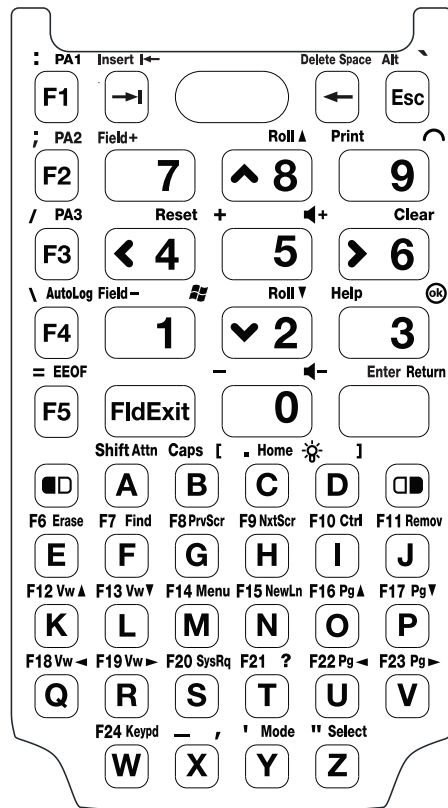 : PA1 Insert Delete Space Alt `
F1 Esc
; PA2 Field+ Roll ▲ Print
F2 7 8 9
/ PA3 Reset + + Clear
F3 4 5 6
\ AutoLog Field– Roll ▼ Help ok
F4 1 2 3
= EEOF – – Enter Return
F5 FldExit 0
Shift Attn Caps [ . Home ]
A B C D
F6 Erase F7 Find F8 PrvScr F9 NxtScr F10 Ctrl F11 Remov
E F G H I J
F12 Vw ▲ F13 Vw ▼ F14 Menu F15 NewLn F16 Pg ▲ F17 Pg ▼
K L M N O P
F18 Vw ◄ F19 Vw ► F20 SysRq F21 ? F22 Pg ◄ F23 Pg ►
Q R S T U V
F24 Keypd _ , ' Mode " Select
W X Y Z